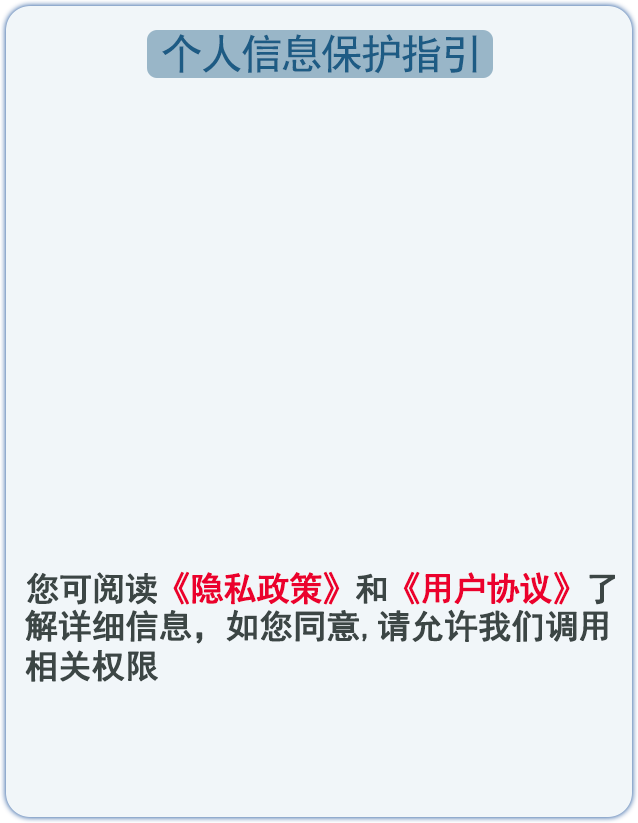 个人信息保护指引
您可阅读《隐私政策》和《用户协议》了
解详细信息，如您同意,请允许我们调用
相关权限